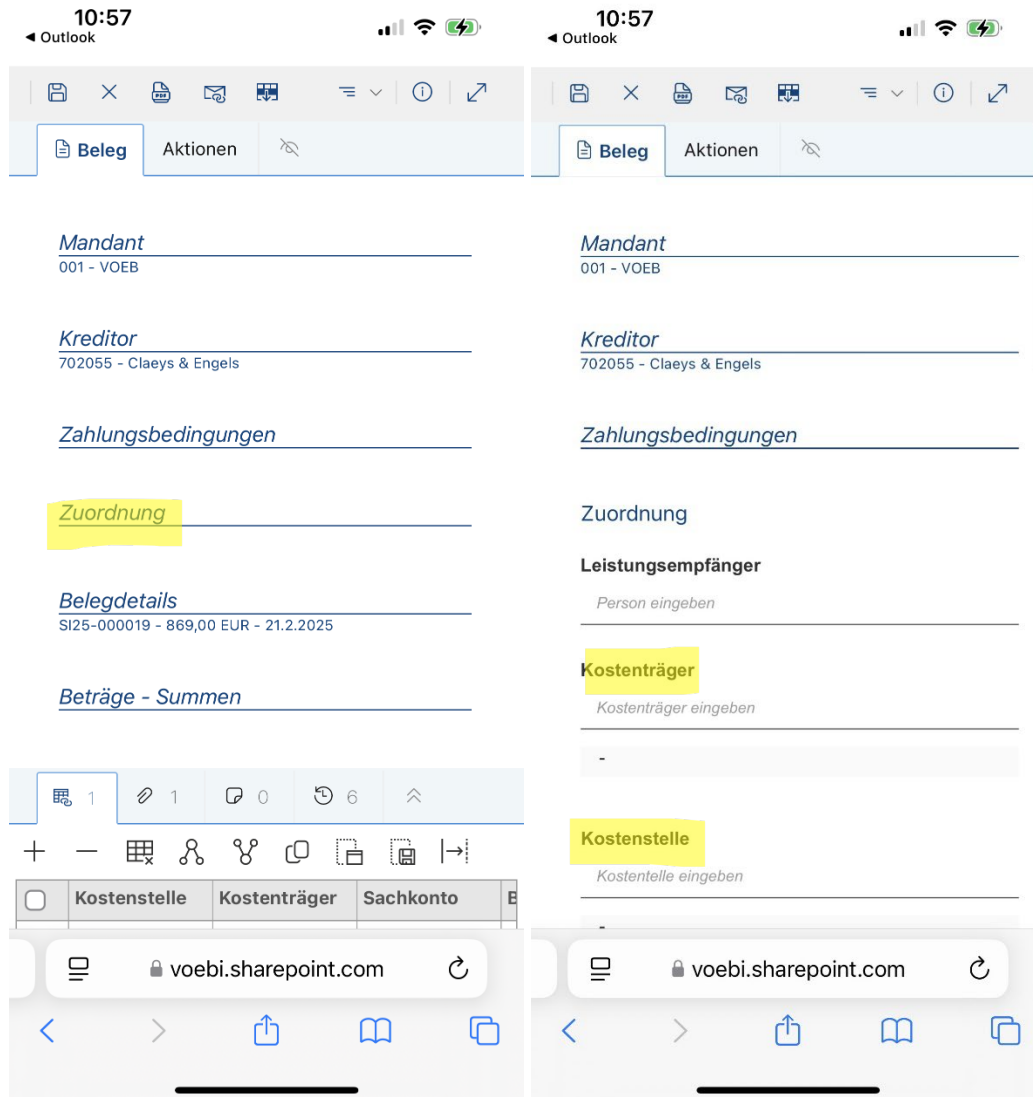 10:57
◀ Outlook
Beleg
Aktionen
Mandant
001 - VOEB
Kreditor
702055 - Claeys & Engels
Zahlungsbedingungen
Zuordnung
Belegdetails
SI25-000019 - 869,00 EUR - 21.2.2025
Beträge - Summen
1
1
0
6
Kostenstelle
Kostenträger
Sachkonto
voebi.sharepoint.com
10:57
◀ Outlook
PDF
Beleg
Aktionen
Mandant
001 - VOEB
Kreditor
702055 - Claeys & Engels
Zahlungsbedingungen
Zuordnung
Leistungsempfänger
Person eingeben
Kostenträger
Kostenträger eingeben
-
Kostenstelle
Kostentelle eingeben
-
voebi.sharepoint.com